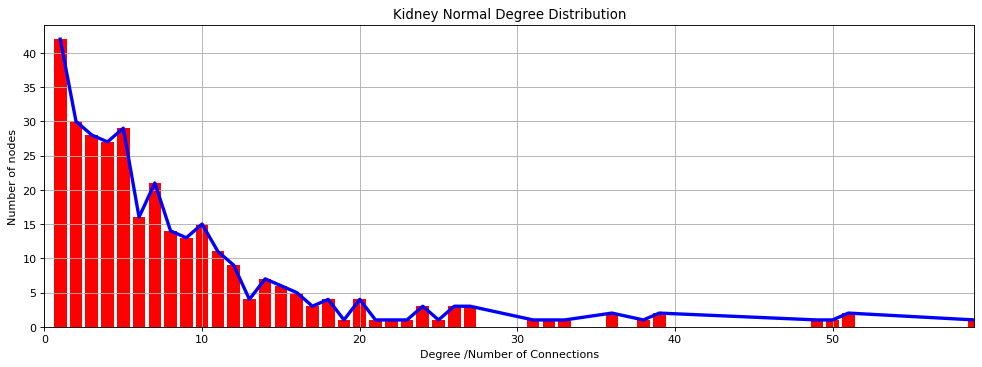 Kidney Normal Degree Distribution
40
35
30
25
20
15
10
5
0
Number of nodes
0 10 20 30 40 50
Degree /Number of Connections